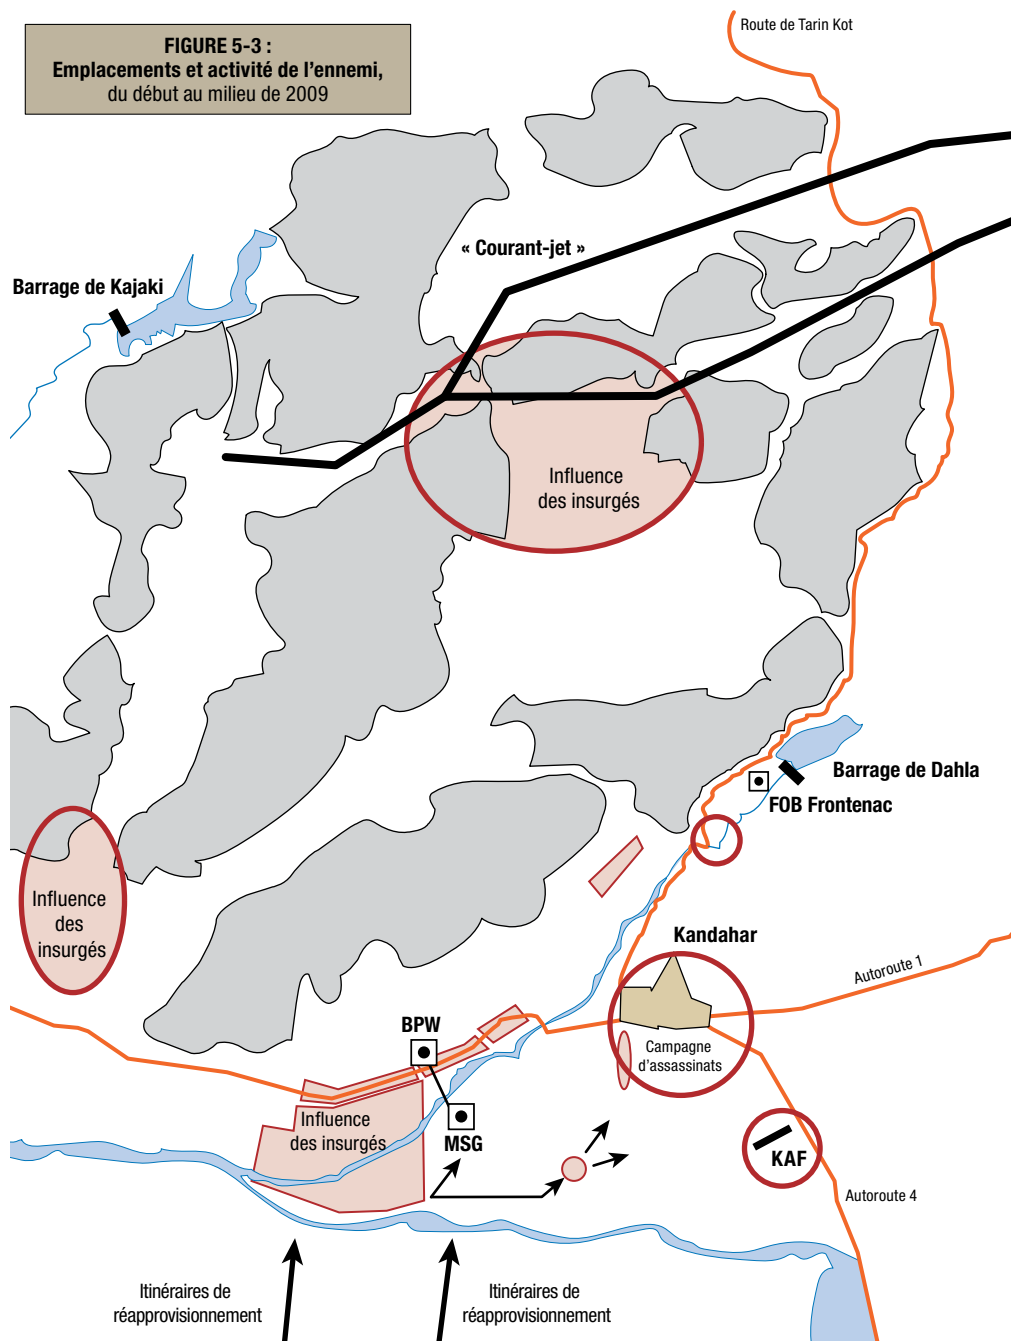 FIGURE 5-3 :
Emplacements et activité de l'ennemi,
du début au milieu de 2009
Route de Tarin Kot
« Courant-jet »
Barrage de Kajaki
Influence
des insurgés
Barrage de Dahla
FOB Frontenac
Influence
des
insurgés
Kandahar
Autoroute 1
BPW
Campagne
d'assassinats
Influence
des insurgés
MSG
KAF
Autoroute 4
Itinéraires de
réapprovisionnement
Itinéraires de
réapprovisionnement